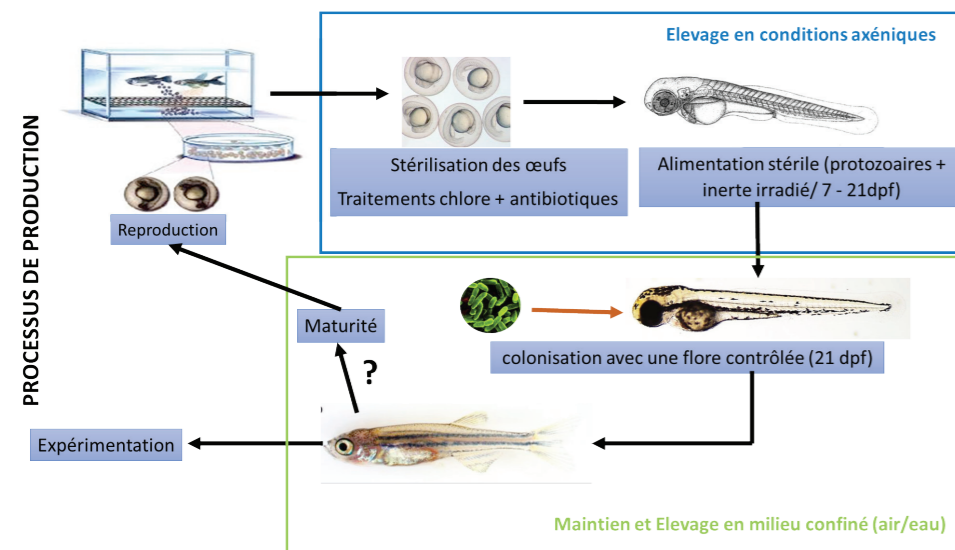 PROCESSUS DE PRODUCTION
Elevage en conditions axéniques
Stérilisation des œufs
Traitements chlore + antibiotiques
Alimentation stérile (protozoaires +
inerte irradié/ 7 - 21dpf)
Reproduction
Maturité
colonisation avec une flore contrôlée (21 dpf)
?
Expérimentation
Maintien et Elevage en milieu confiné (air/eau)